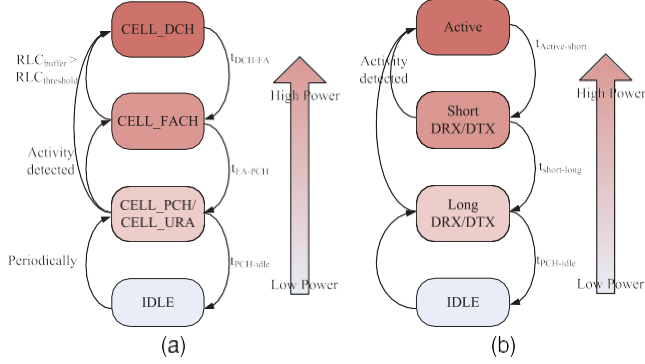 CELL_DCH
RLCbuffer >
RLCthreshold
tDCH-FA
High Power
CELL_FACH
Activity
detected
tFA-PCH
CELL_PCH/
CELL_URA
Periodically
tPCH-idle
Low Power
IDLE
(a)
Active
tActive-short
Activity
detected
High Power
Short
DRX/DTX
tshort-long
Long
DRX/DTX
tPCH-idle
Low Power
IDLE
(b)